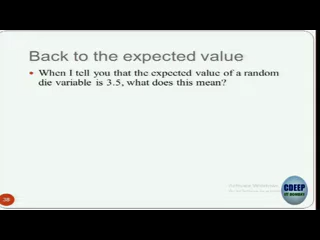 Back to the expected value
When I tell you that the expected value of a random
die variable is 3.5, what does this mean?
CDEEP
IIT BOMBAY